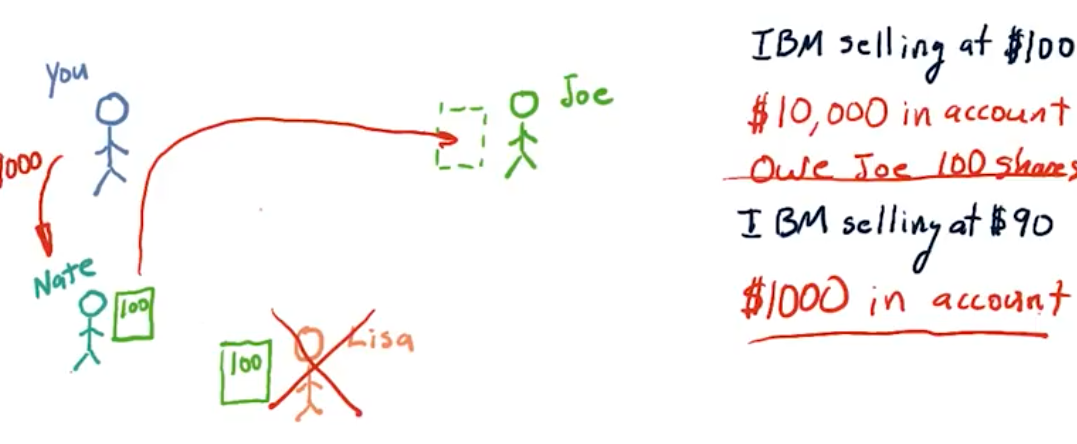 You
Joe
000
Nate
100
100
Lisa
IBM selling at $100
$10,000 in account
Owe Joe 100 shares
IBM selling at $90
$1000 in account